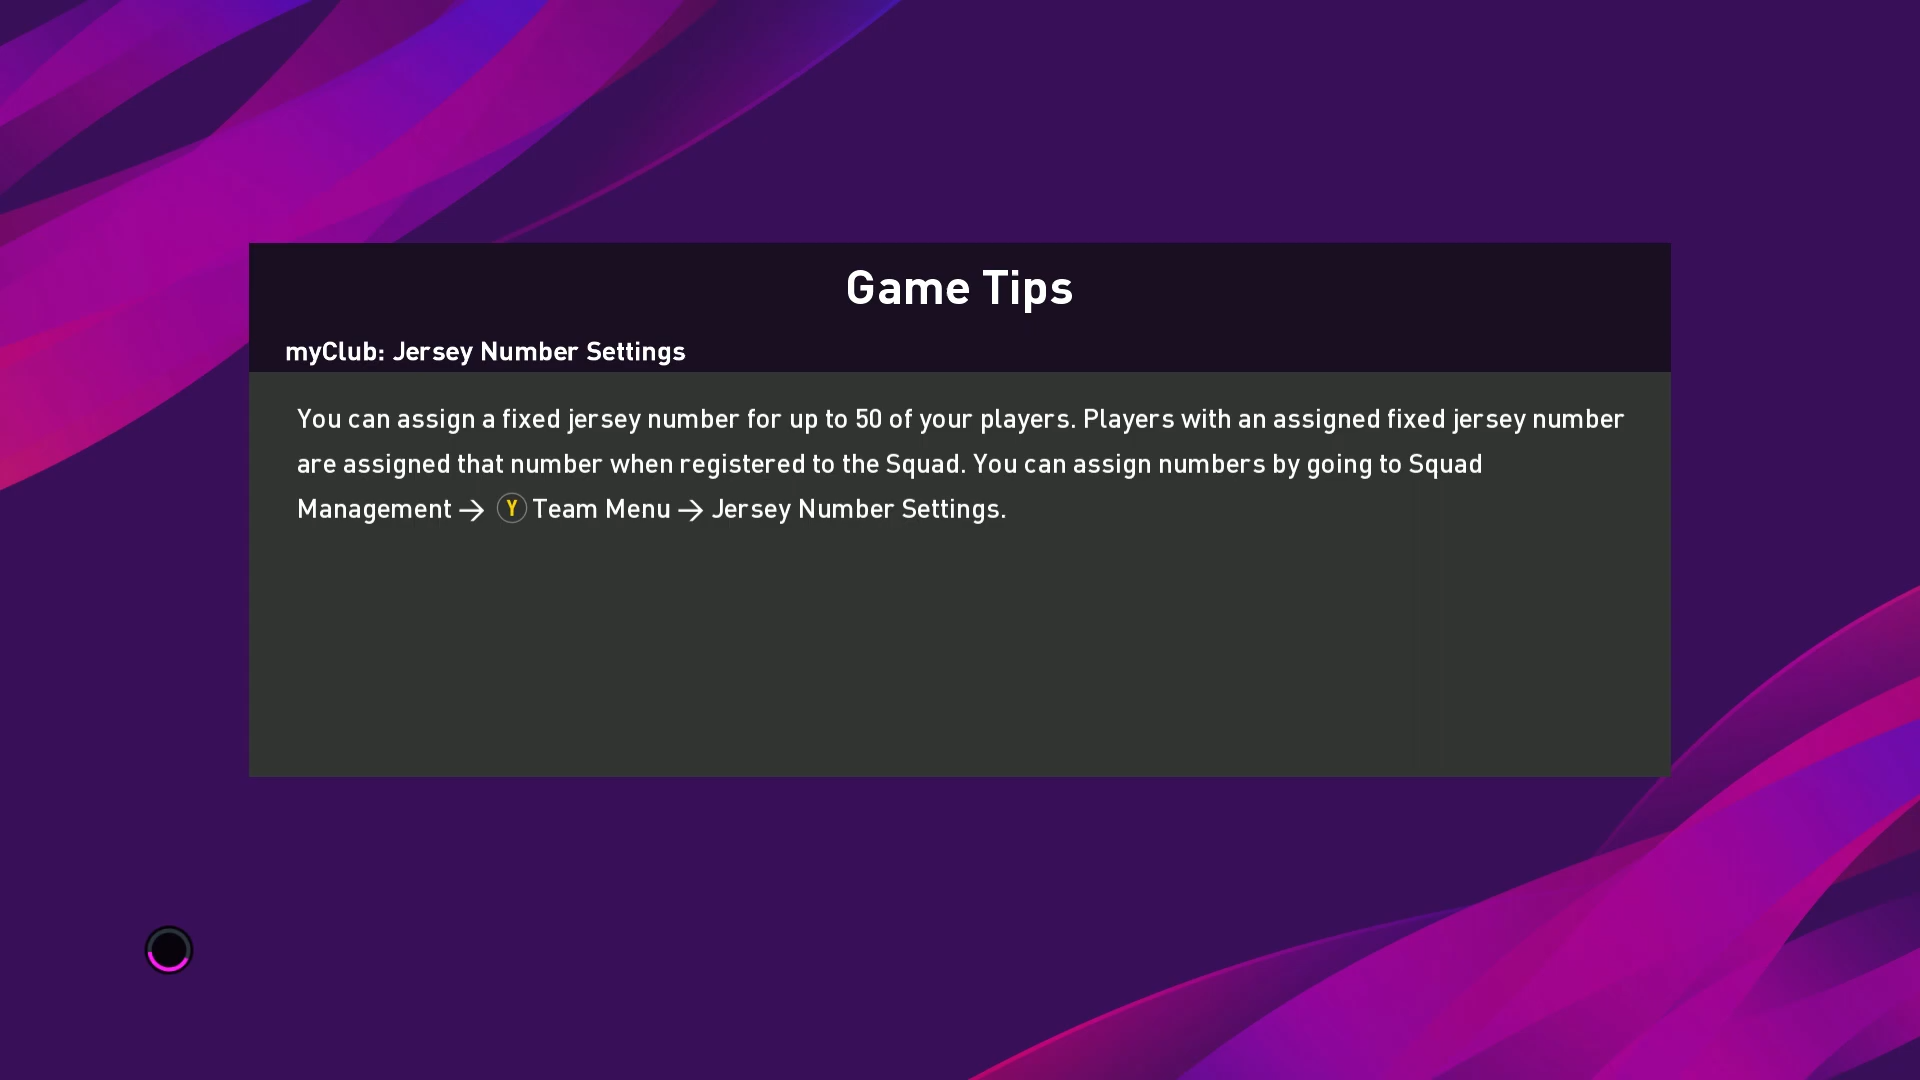 Game Tips
myClub: Jersey Number Settings
You can assign a fixed jersey number for up to 50 of your players. Players with an assigned fixed jersey number
are assigned that number when registered to the Squad. You can assign numbers by going to Squad
Management → Ⓨ Team Menu → Jersey Number Settings.